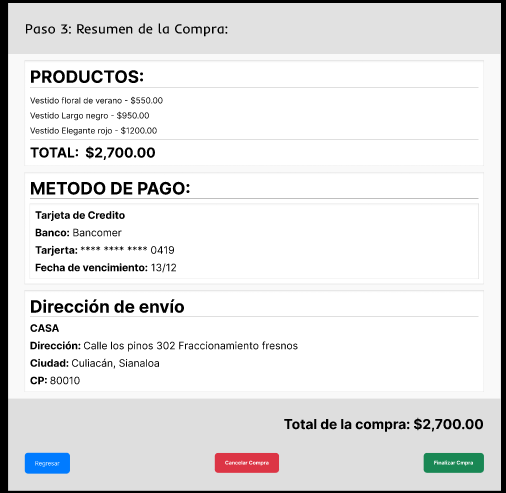 Paso 3: Resumen de la Compra:
PRODUCTOS:
Vestido floral de verano - $550.00
Vestido Largo negro - $950.00
Vestido Elegante rojo - $1200.00
TOTAL: $2,700.00
METODO DE PAGO:
Tarjeta de Credito
Banco: Bancomer
Tarjerta: **** **** **** 0419
Fecha de vencimiento: 13/12
Dirección de envío
CASA
Dirección: Calle los pinos 302 Fraccionamiento fresnos
Ciudad: Culiacán, Sianaloa
CP: 80010
Total de la compra: $2,700.00
Regresar
Cancelar Compra
Finalizar Cmpra